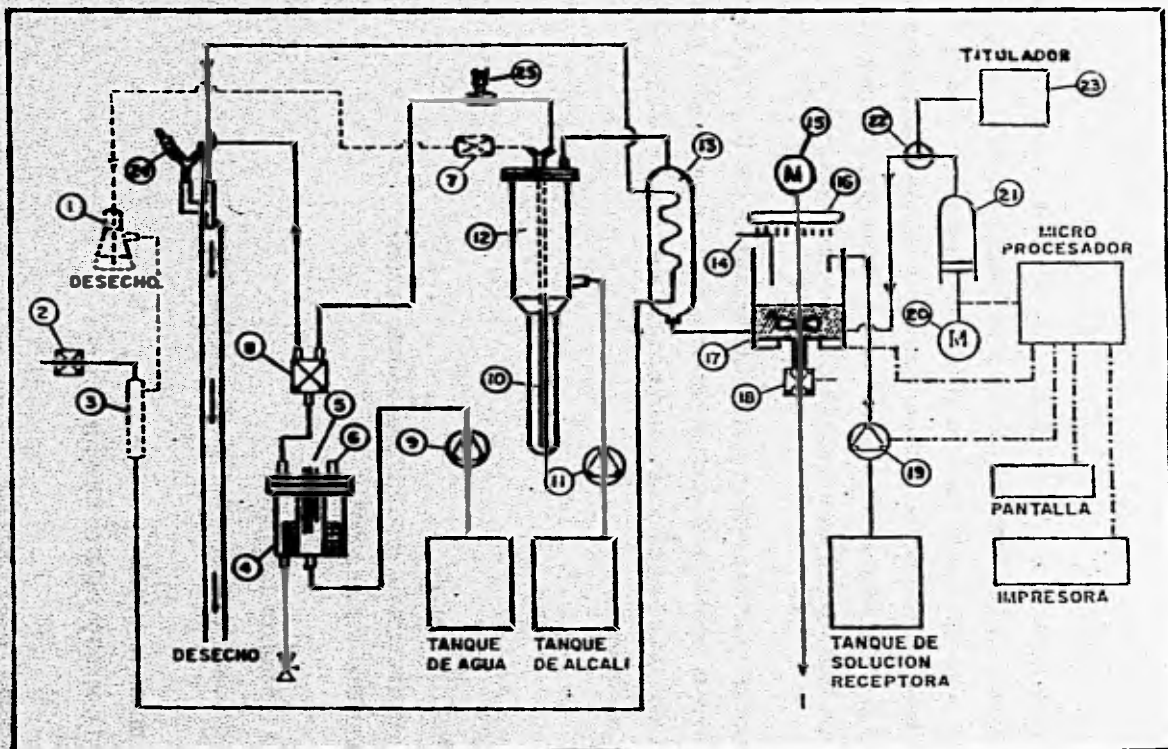 TITULADOR
23
22
15
25
13
16
24
7
1
21
12
MICRO
PROCESADOR
14
DESECHO
2
20
M
M
8
17
3
10
18
5
6
9
11
19
PANTALLA
4
IMPRESORA
DESECHO
TANQUE
DE AGUA
TANQUE
DE ALCALI
TANQUE DE
SOLUCION
RECEPTORA